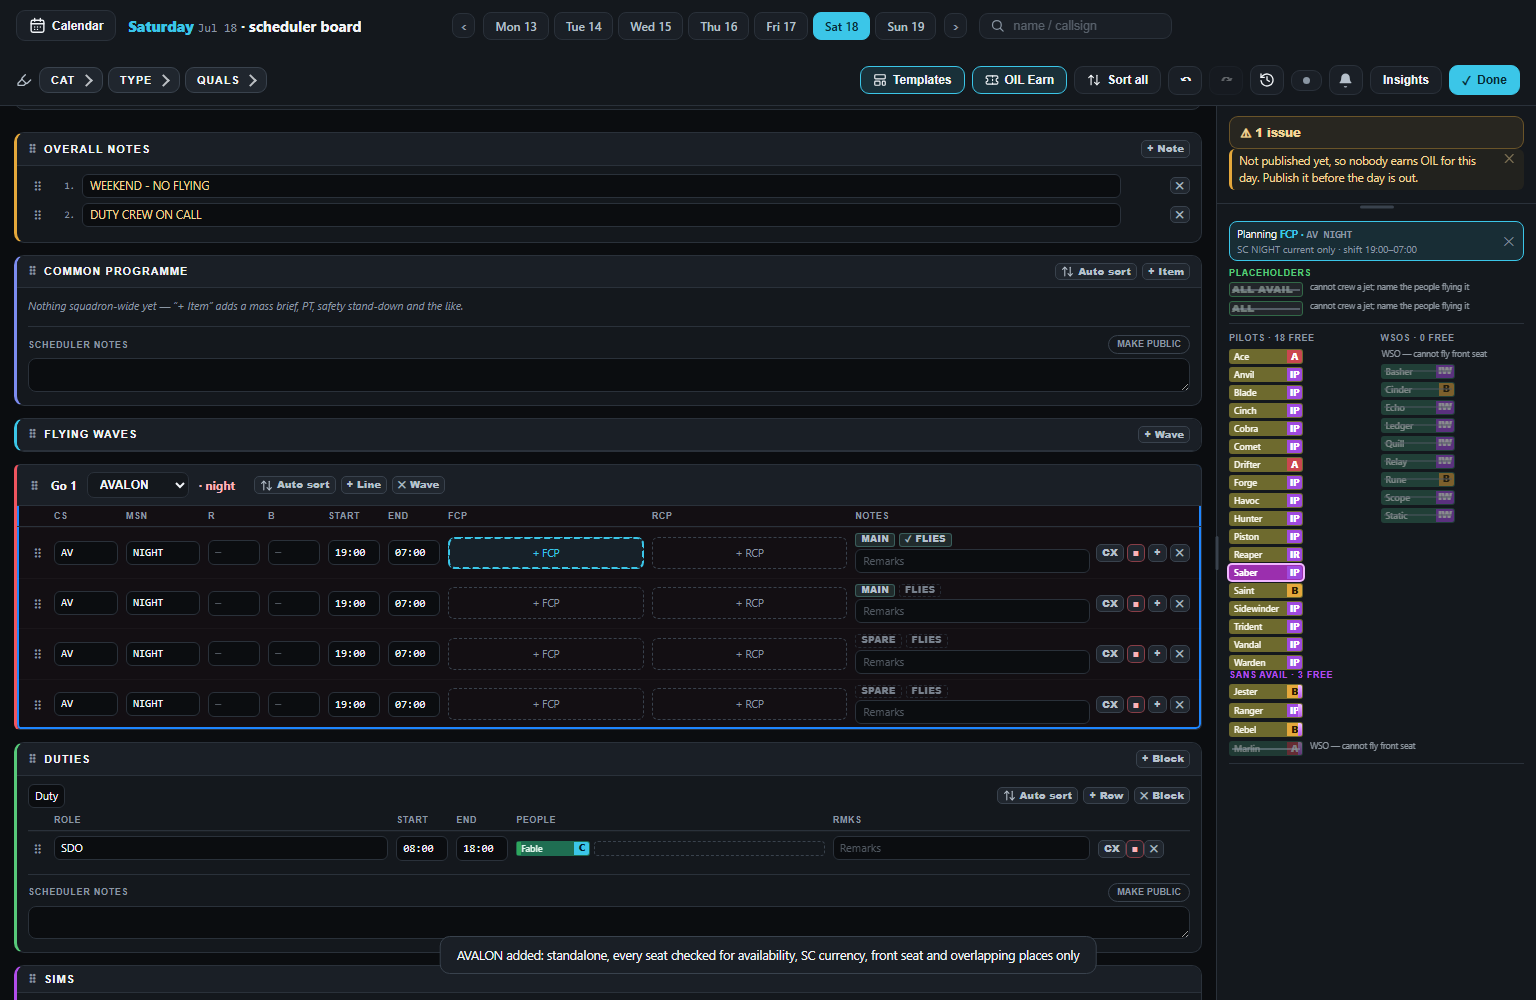 Calendar
Saturday Jul 18 · scheduler board
‹ Mon 13 Tue 14 Wed 15 Thu 16 Fri 17 Sat 18 Sun 19 ›
name / callsign
CAT TYPE QUALS
Templates OIL Earn Sort all Insights ✓ Done
OVERALL NOTES + Note
1. WEEKEND - NO FLYING ✕
2. DUTY CREW ON CALL ✕
COMMON PROGRAMME Auto sort + Item
Nothing squadron-wide yet — "+ Item" adds a mass brief, PT, safety stand-down and the like.
SCHEDULER NOTES MAKE PUBLIC
FLYING WAVES + Wave
Go 1 AVALON · night Auto sort + Line ✕ Wave
CS MSN R B START END FCP RCP NOTES
AV NIGHT – – 19:00 07:00 + FCP + RCP MAIN ✓ FLIES Remarks CX ■ + ✕
AV NIGHT – – 19:00 07:00 + FCP + RCP MAIN FLIES Remarks CX ■ + ✕
AV NIGHT – – 19:00 07:00 + FCP + RCP SPARE FLIES Remarks CX ■ + ✕
AV NIGHT – – 19:00 07:00 + FCP + RCP SPARE FLIES Remarks CX ■ + ✕
DUTIES + Block
Duty Auto sort + Row ✕ Block
ROLE START END PEOPLE RMKS
SDO 08:00 18:00 Fable C Remarks CX ■ ✕
SCHEDULER NOTES MAKE PUBLIC
AVALON added: standalone, every seat checked for availability, SC currency, front seat and overlapping places only
SIMS
⚠ 1 issue
Not published yet, so nobody earns OIL for this
day. Publish it before the day is out.
Planning FCP · AV NIGHT
SC NIGHT current only · shift 19:00–07:00
PLACEHOLDERS
ALL AVAIL cannot crew a jet; name the people flying it
ALL cannot crew a jet; name the people flying it
PILOTS · 18 FREE
Ace A
Anvil IP
Blade IP
Cinch IP
Cobra IP
Comet IP
Drifter A
Forge IP
Havoc IP
Hunter IP
Piston IP
Reaper IR
Saber IP
Saint B
Sidewinder IP
Trident IP
Vandal IP
Warden IP
WSOS · 0 FREE
WSO — cannot fly front seat
Basher IW
Cinder B
Echo IW
Ledger IW
Quill IW
Relay IW
Rune B
Scope IW
Static IW
SANS AVAIL · 3 FREE
Jester B
Ranger IP
Rebel B
Marlin A WSO — cannot fly front seat